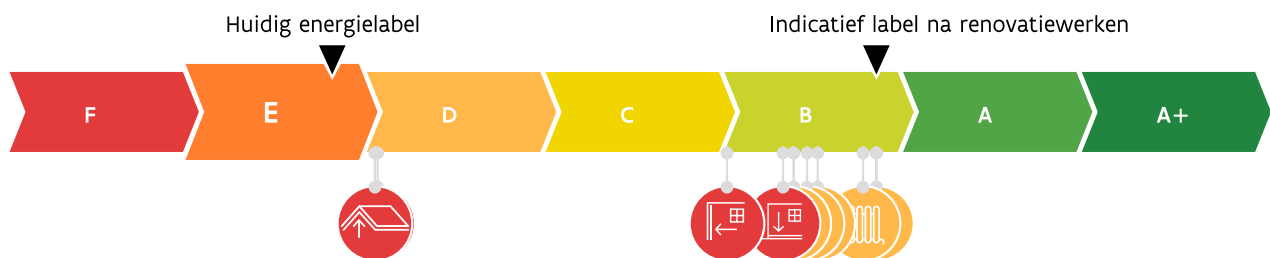 Huidig energielabel
Indicatief label na renovatiewerken
F
E
D
C
B
A
A+